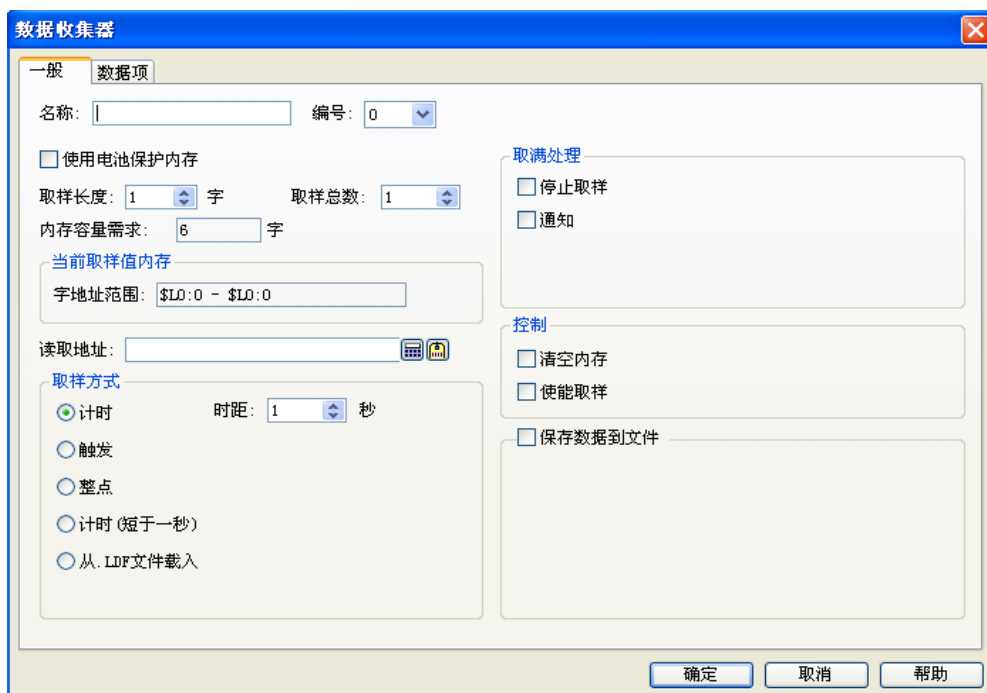 数据收集器
一般 数据项
名称: 编号: 0
使用电池保护内存
取样长度: 1 字 取样总数: 1
内存容量需求: 6 字
当前取样值内存
字地址范围: $L0:0 - $L0:0
读取地址:
取样方式
计时 时距: 1 秒
触发
整点
计时(短于一秒)
从.LDF文件载入
取满处理
停止取样
通知
控制
清空内存
使能取样
保存数据到文件
确定 取消 帮助